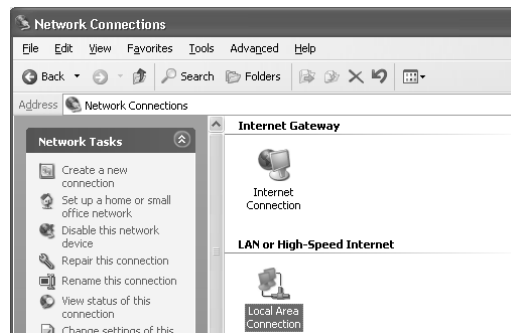 Network Connections
File Edit View Favorites Tools Advanced Help
Back Search Folders
Address Network Connections
Network Tasks
Create a new
connection
Set up a home or small
office network
Disable this network
device
Repair this connection
Rename this connection
View status of this
connection
Change settings of this
Internet Gateway
Internet
Connection
LAN or High-Speed Internet
Local Area
Connection